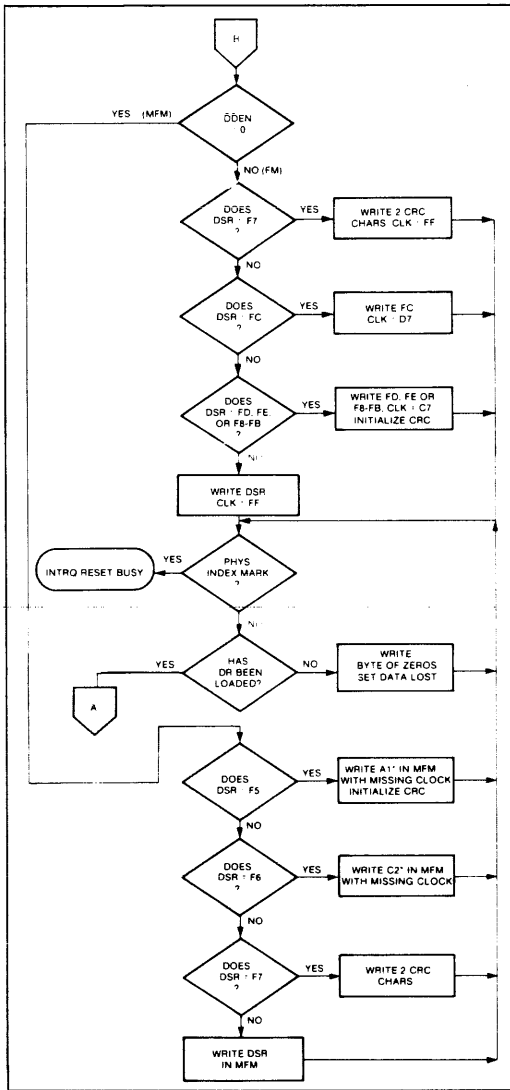 H
YES (MFM)
DDEN
0
NO (FM)
DOES
DSR = F7
?
YES
WRITE 2 CRC
CHARS. CLK = FF
NO
DOES
DSR = FC
?
YES
WRITE FC
CLK = D7
NO
DOES
DSR = FD, FE,
OR F8-FB
?
YES
WRITE FD, FE OR
F8-FB, CLK = C7
INITIALIZE CRC
NO
WRITE DSR
CLK = FF
PHYS
INDEX MARK
?
YES
INTRQ RESET BUSY
NO
HAS
DR BEEN
LOADED?
YES
A
NO
WRITE
BYTE OF ZEROS
SET DATA LOST
DOES
DSR = F5
YES
WRITE A1* IN MFM
WITH MISSING CLOCK
INITIALIZE CRC
NO
DOES
DSR = F6
?
YES
WRITE C2* IN MFM
WITH MISSING CLOCK
NO
DOES
DSR = F7
?
YES
WRITE 2 CRC
CHARS
NO
WRITE DSR
IN MFM